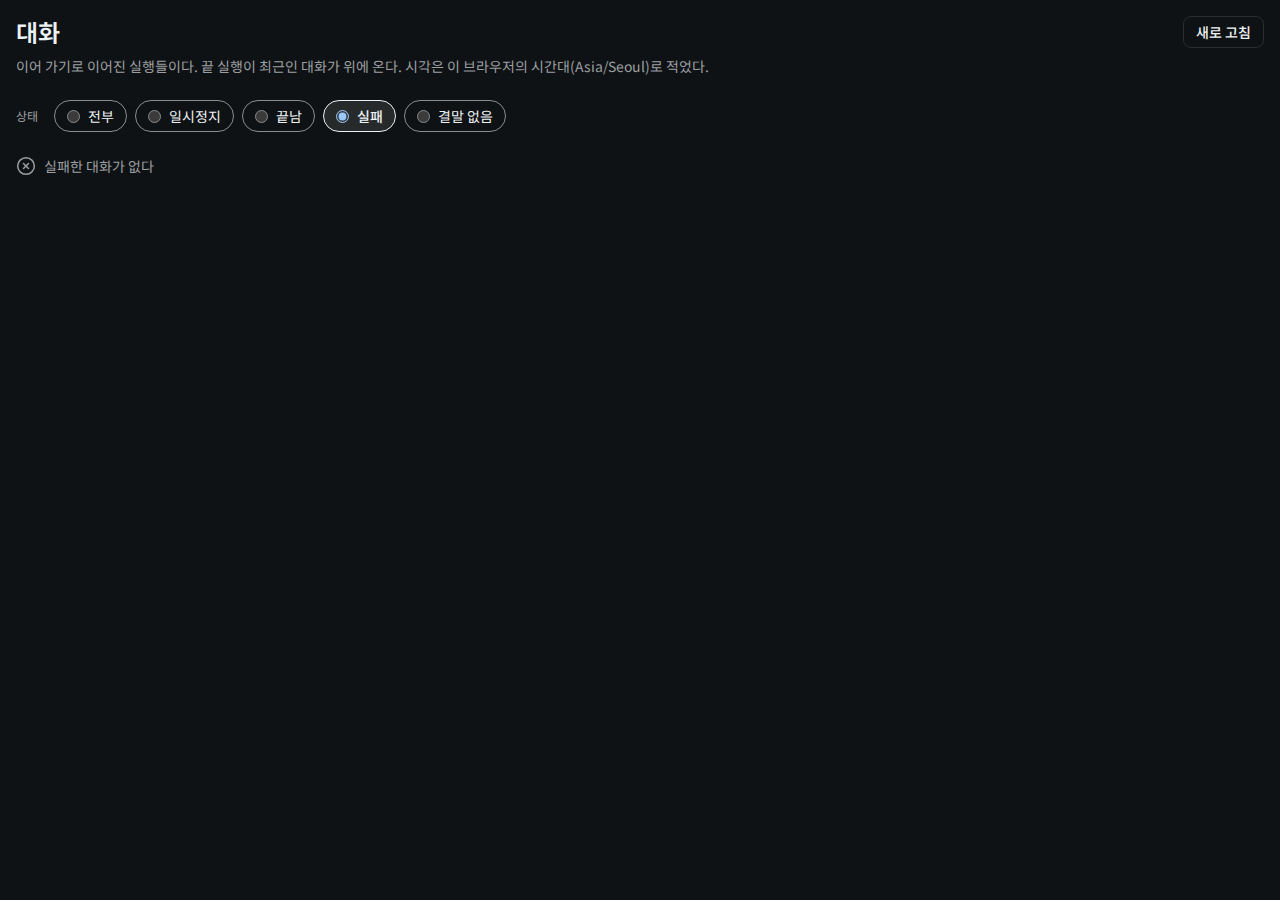 대화
새로 고침
이어 가기로 이어진 실행들이다. 끝 실행이 최근인 대화가 위에 온다. 시각은 이 브라우저의 시간대(Asia/Seoul)로 적었다.
상태 전부 일시정지 끝남 실패 결말 없음
실패한 대화가 없다